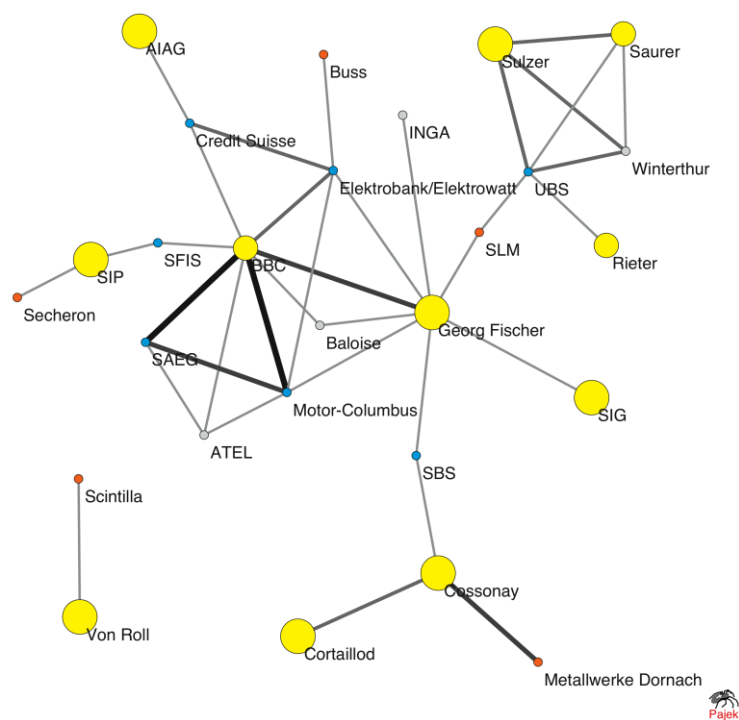 AIAG
Sulzer
Saurer
Buss
INGA
Credit Suisse
Winterthur
Elektrobank/Elektrowatt
UBS
SLM
Rieter
SFIS
BBC
SIP
Secheron
Baloise
Georg Fischer
SAEG
Motor-Columbus
SIG
ATEL
SBS
Scintilla
Cossonay
Von Roll
Cortaillod
Metallwerke Dornach
Pajek